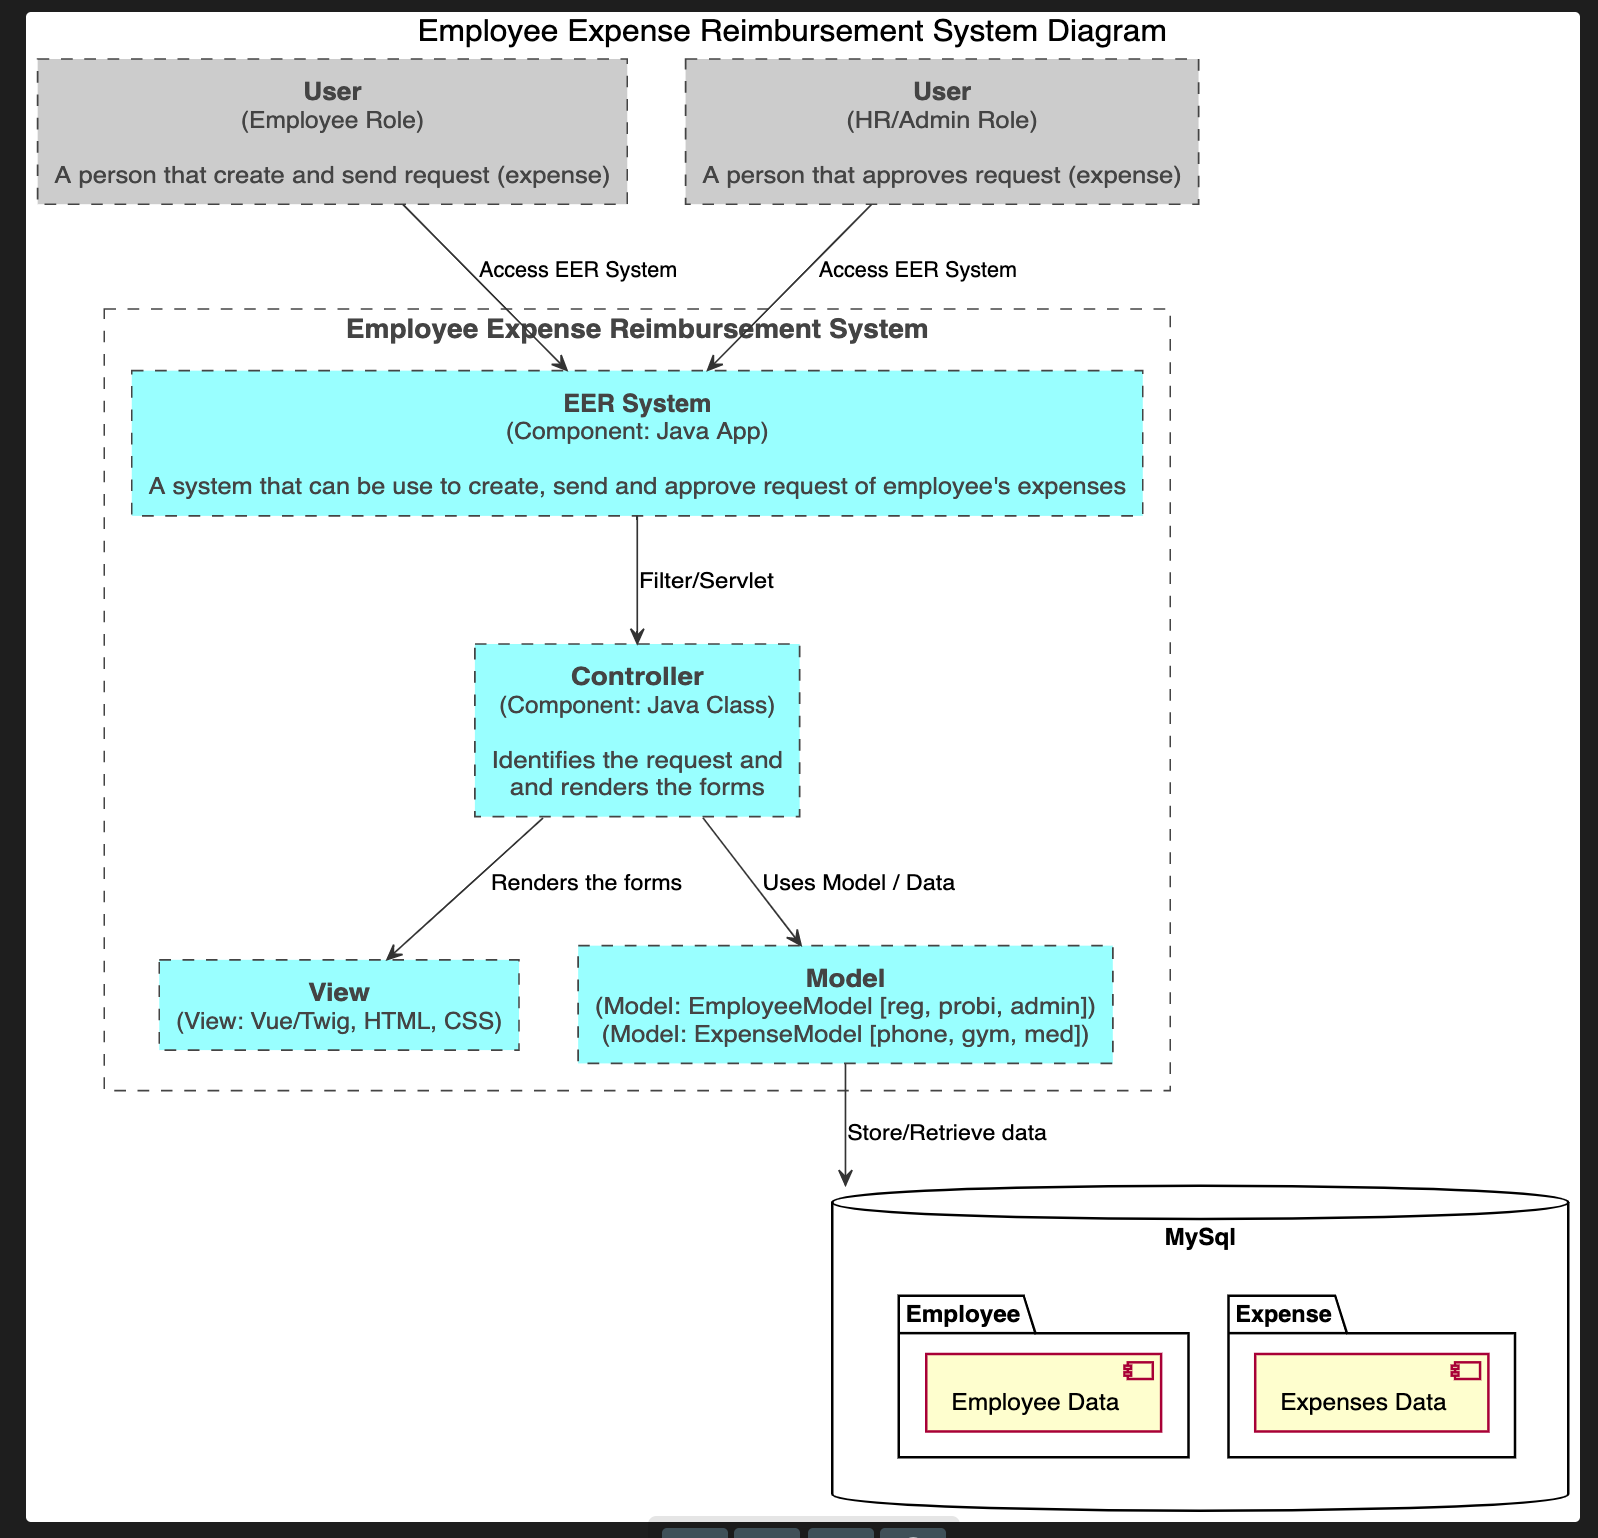 Employee Expense Reimbursement System Diagram
User
(Employee Role)
A person that create and send request (expense)
User
(HR/Admin Role)
A person that approves request (expense)
Access EER System
Access EER System
Employee Expense Reimbursement System
EER System
(Component: Java App)
A system that can be use to create, send and approve request of employee's expenses
Filter/Servlet
Controller
(Component: Java Class)
Identifies the request and
and renders the forms
Renders the forms
Uses Model / Data
View
(View: Vue/Twig, HTML, CSS)
Model
(Model: EmployeeModel [reg, probi, admin])
(Model: ExpenseModel [phone, gym, med])
Store/Retrieve data
MySql
Employee
Employee Data
Expense
Expenses Data